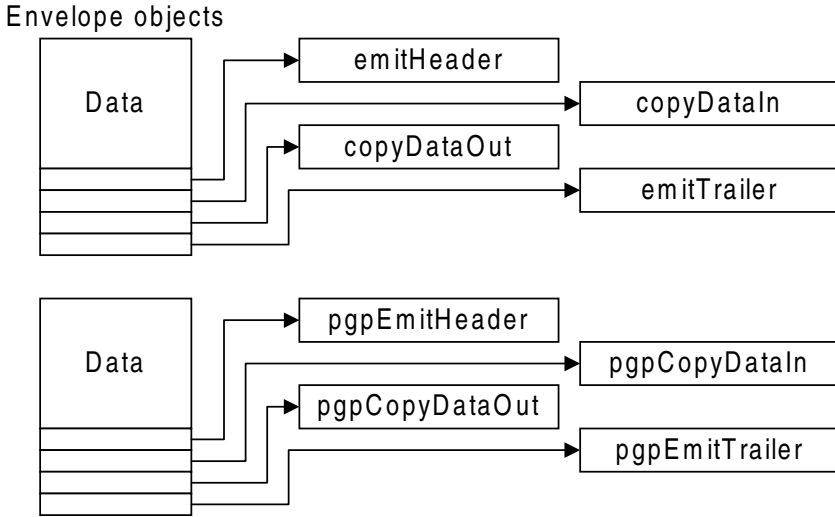 Envelope objects
emitHeader
Data
copyDataIn
copyDataOut
emitTrailer
pgpEmitHeader
Data
pgpCopyDataIn
pgpCopyDataOut
pgpEmitTrailer